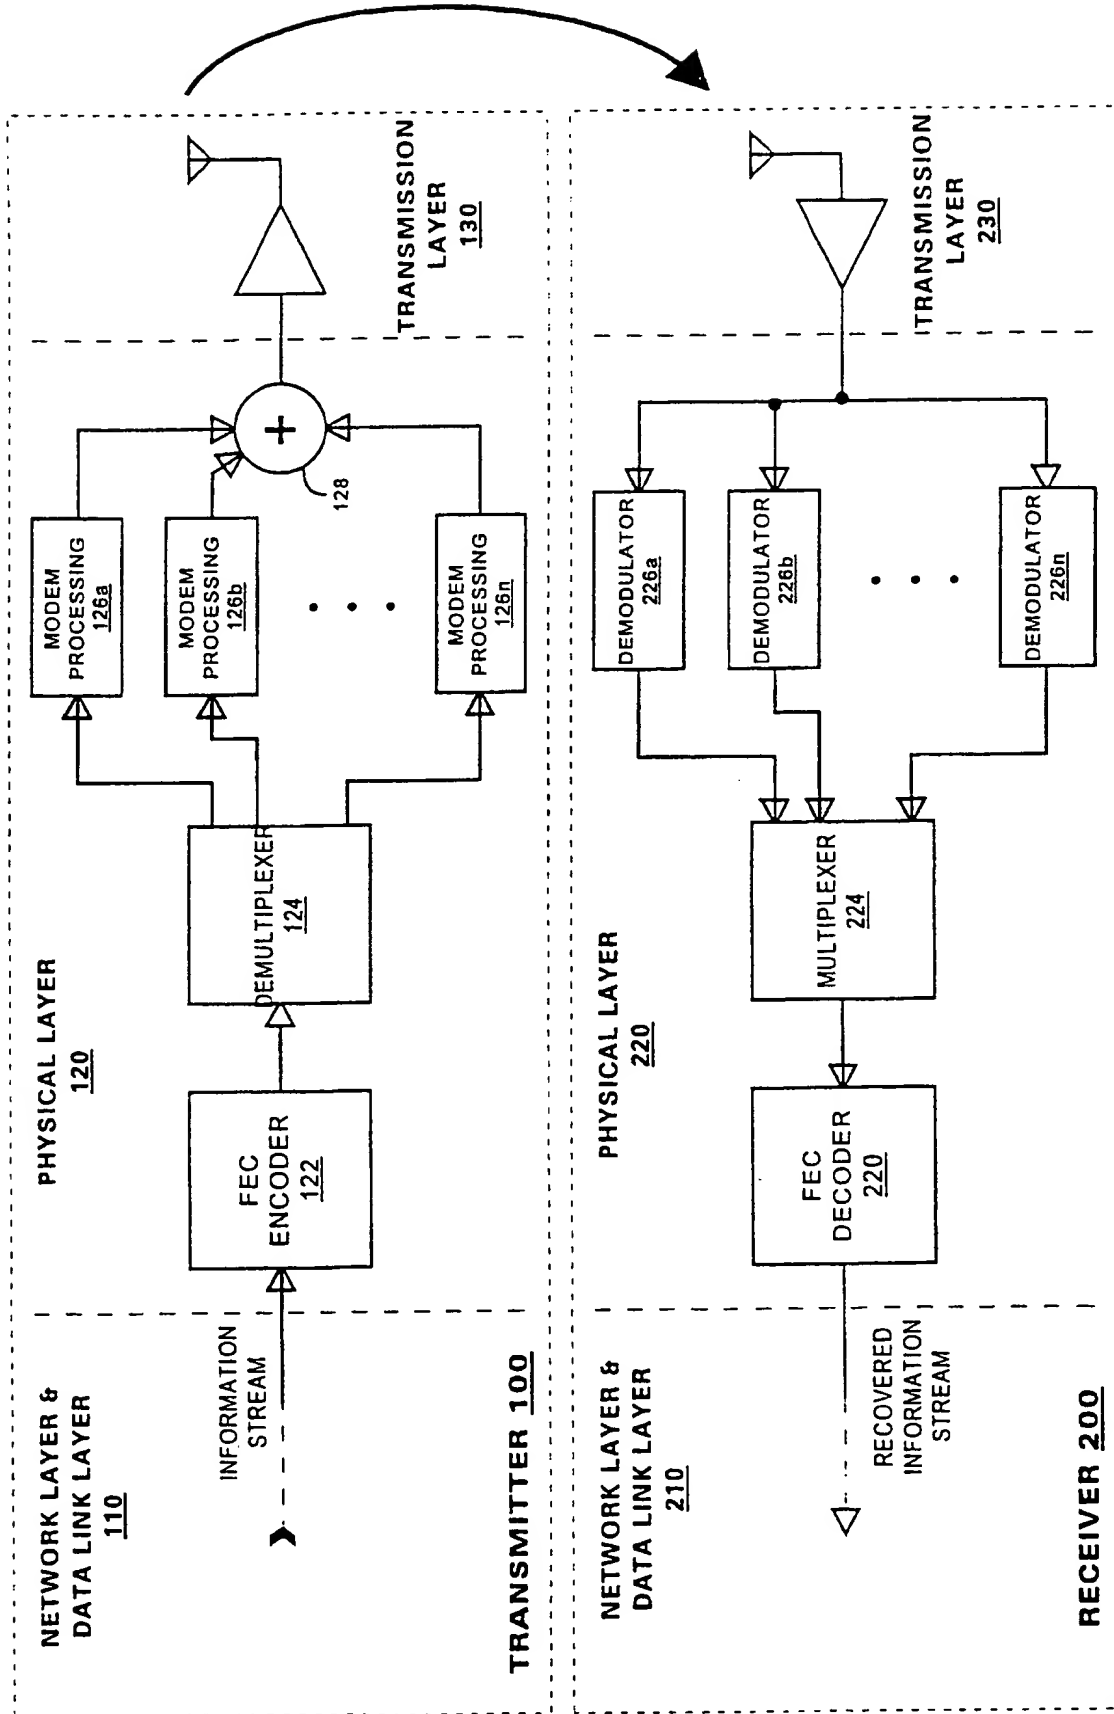 NETWORK LAYER &
DATA LINK LAYER
110
PHYSICAL LAYER
120
TRANSMISSION
LAYER
130
INFORMATION
STREAM
FEC
ENCODER
122
DEMULTIPLEXER
124
MODEM
PROCESSING
126a
MODEM
PROCESSING
126b
MODEM
PROCESSING
126n
+
128
TRANSMITTER 100
NETWORK LAYER &
DATA LINK LAYER
210
PHYSICAL LAYER
220
TRANSMISSION
LAYER
230
RECOVERED
INFORMATION
STREAM
FEC
DECODER
220
MULTIPLEXER
224
DEMODULATOR
226a
DEMODULATOR
226b
DEMODULATOR
226n
RECEIVER 200